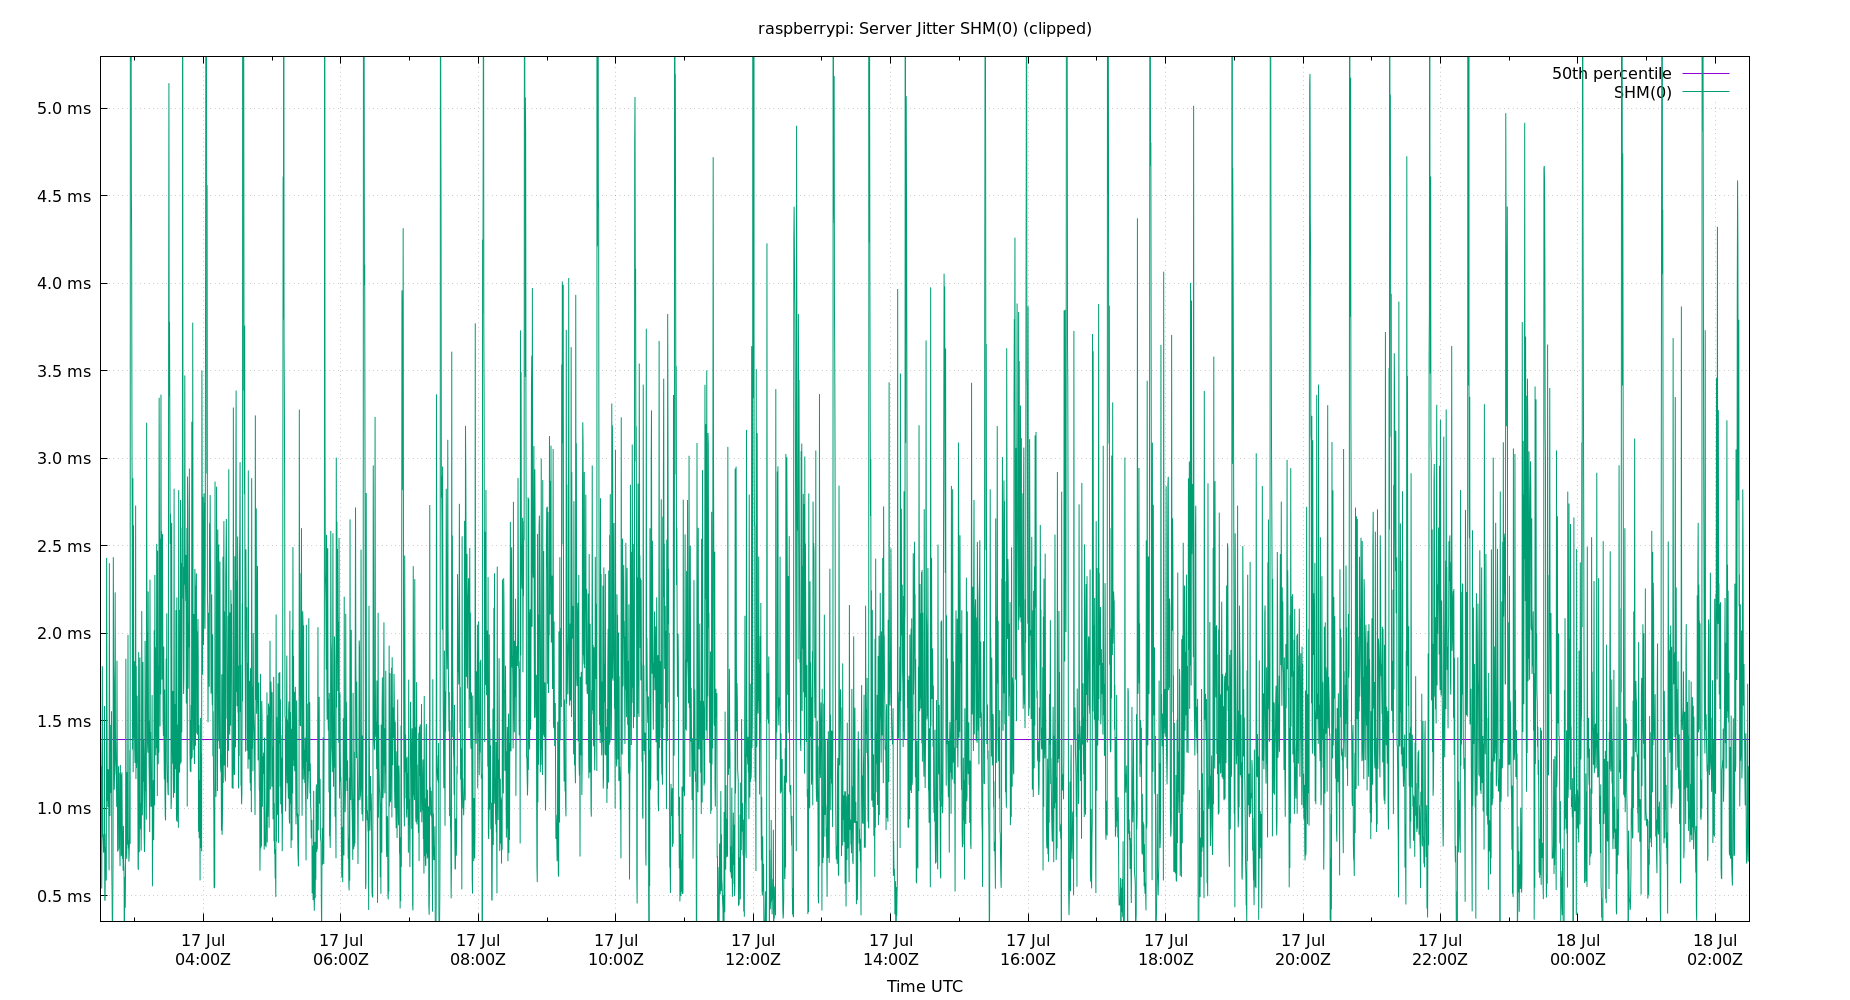 raspberrypi: Server Jitter SHM(0) (clipped)
50th percentile
SHM(0)
5.0 ms
4.5 ms
4.0 ms
3.5 ms
3.0 ms
2.5 ms
2.0 ms
1.5 ms
1.0 ms
0.5 ms
17 Jul 17 Jul 17 Jul 17 Jul 17 Jul 17 Jul 17 Jul 17 Jul 17 Jul 17 Jul 18 Jul 18 Jul
04:00Z 06:00Z 08:00Z 10:00Z 12:00Z 14:00Z 16:00Z 18:00Z 20:00Z 22:00Z 00:00Z 02:00Z
Time UTC